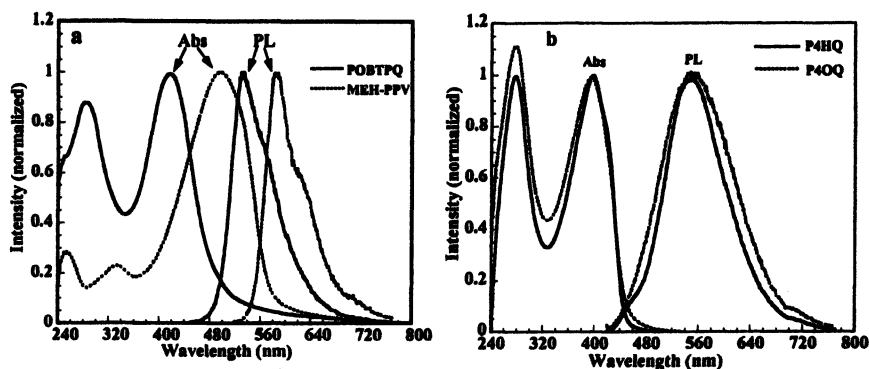 a
Abs
PL
POBTPQ
MEH-PPV
Intensity (normalized)
1.2
1
0.8
0.6
0.4
0.2
0
240 320 400 480 560 640 720 800
Wavelength (nm)
b
Abs
PL
P4HQ
P4OQ
Intensity (normalized)
1.2
1
0.8
0.6
0.4
0.2
0
240 320 400 480 560 640 720 800
Wavelength (nm)